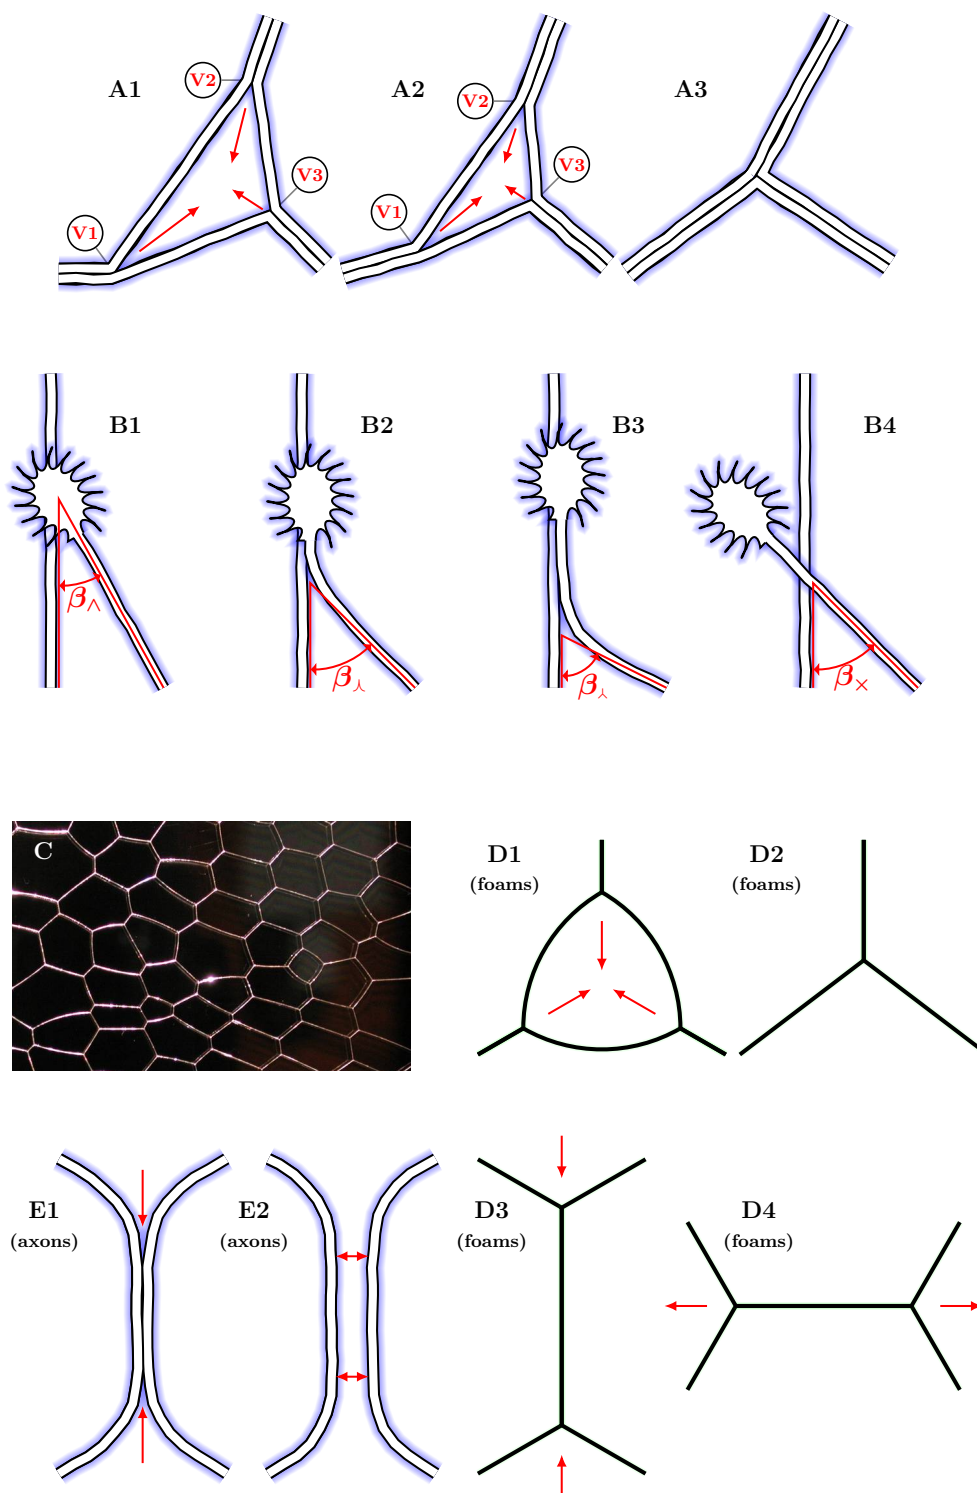 A1
V2
V3
V1
A2
V2
V3
V1
A3
B1
β∧
B2
β⅄
B3
β⅄
B4
β×
C
D1
(foams)
D2
(foams)
E1
(axons)
E2
(axons)
D3
(foams)
D4
(foams)